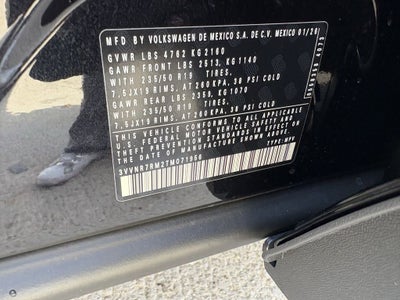 MFD BY VOLKSWAGEN DE MEXICO S.A. DE C.V. MEXICO 01/26
GVWR LBS 4762 KG 2160
GAWR FRONT LBS 2513, KG 1140
WITH 235/50 R19 TIRES,
7.5JX19 RIMS, AT 260 KPA, 38 PSI COLD
GAWR REAR LBS 2359, KG 1070
WITH 235/50 R19 TIRES,
7.5JX19 RIMS, AT 260 KPA, 38 PSI COLD
THIS VEHICLE CONFORMS TO ALL APPLICABLE
U.S. FEDERAL MOTOR VEHICLE SAFETY AND
THEFT PREVENTION STANDARDS IN EFFECT ON THE
DATE OF MANUFACTURE SHOWN ABOVE.
TYPE: MPV
3VVNR7RM2TM071956